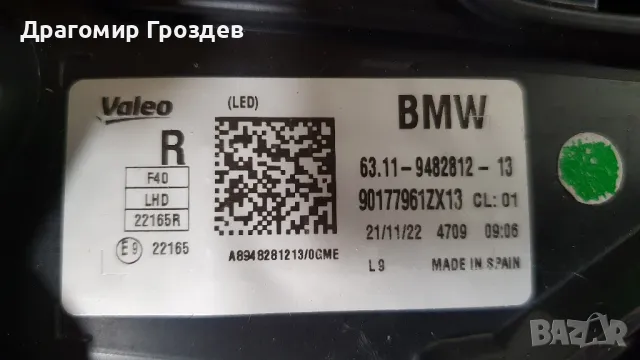 Драгомир Гроздев
Valeo
(LED)
BMW
R
63.11-9482812-13
F40
LHD
22165R
90177961ZX13 CL:01
21/11/22 4709 09:06
E9 22165
A8948281213/0GME
L9 MADE IN SPAIN
BAZAR